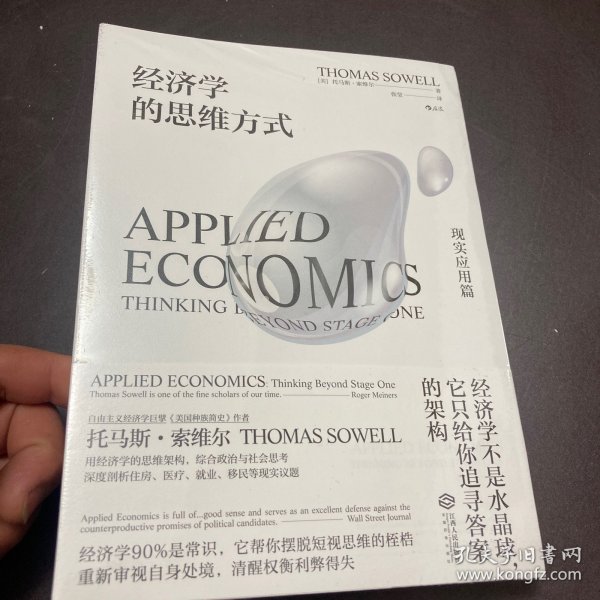 THOMAS SOWELL
[美] 托马斯·索维尔 著
译
后浪
经济学
的思维方式
APPLIED
ECONOMICS
THINKING BEYOND STAGE ONE
现实应用篇
APPLIED ECONOMICS: Thinking Beyond Stage One
Thomas Sowell is one of the fine scholars of our time. —— Roger Meiners
自由主义经济学巨擘《美国种族简史》作者
托马斯·索维尔 THOMAS SOWELL
用经济学的思维架构，综合政治与社会思考
深度剖析住房、医疗、就业、移民等现实议题
Applied Economics is full of...good sense and serves as an excellent defense against the
counterproductive promises of political candidates. —— Wall Street Journal
经济学90%是常识，它帮你摆脱短视思维的桎梏
重新审视自身处境，清醒权衡利弊得失
经济学不是水晶球，
它只给你追寻答案
的架构
孔夫子旧书网
www.kongfz.com